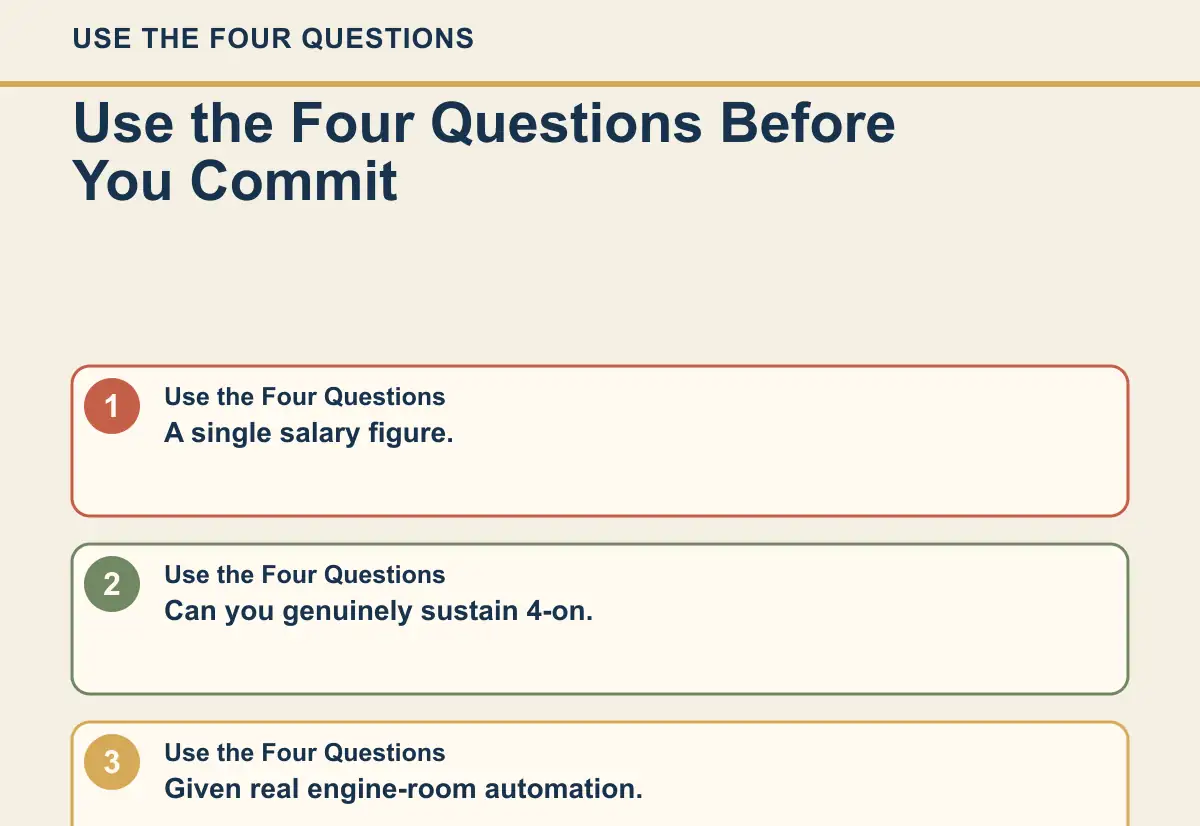 USE THE FOUR QUESTIONS
Use the Four Questions Before
You Commit
1
Use the Four Questions
A single salary figure.
2
Use the Four Questions
Can you genuinely sustain 4-on.
3
Use the Four Questions
Given real engine-room automation.